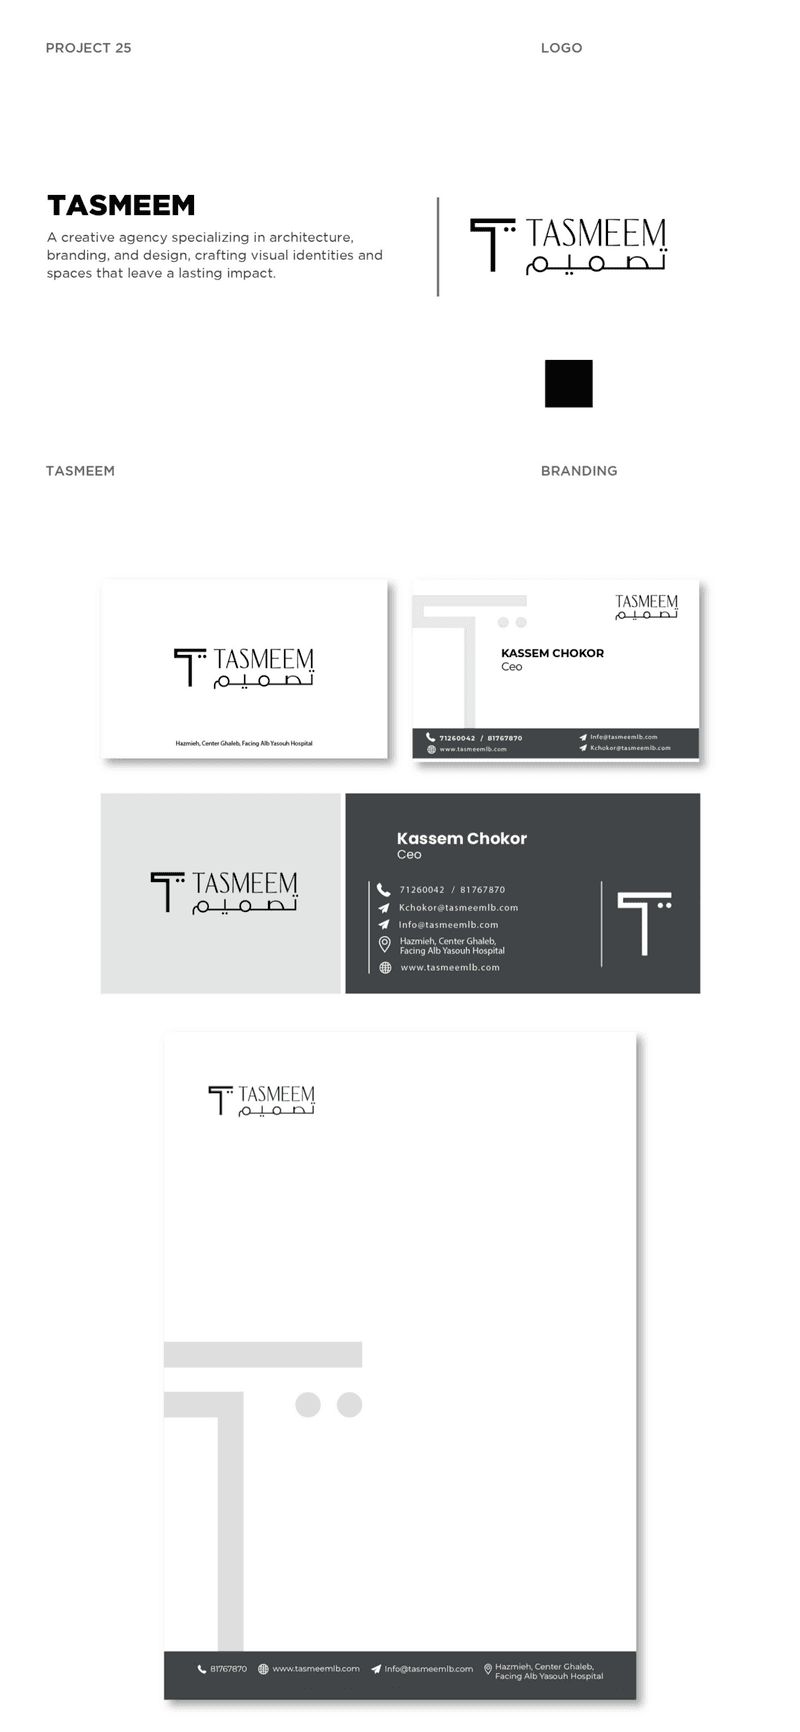 PROJECT 25
LOGO
TASMEEM
A creative agency specializing in architecture,
branding, and design, crafting visual identities and
spaces that leave a lasting impact.
TASMEEM
تصميم
TASMEEM
BRANDING
TASMEEM
تصميم
Hazmieh, Center Ghaleb, Facing Alb Yasouh Hospital
TASMEEM
تصميم
KASSEM CHOKOR
Ceo
71260042 / 81767870
www.tasmeemlb.com
Info@tasmeemlb.com
Kchokor@tasmeemlb.com
TASMEEM
تصميم
Kassem Chokor
Ceo
71260042 / 81767870
Kchokor@tasmeemlb.com
Info@tasmeemlb.com
Hazmieh, Center Ghaleb,
Facing Alb Yasouh Hospital
www.tasmeemlb.com
TASMEEM
تصميم
81767870
www.tasmeemlb.com
Info@tasmeemlb.com
Hazmieh, Center Ghaleb,
Facing Alb Yasouh Hospital